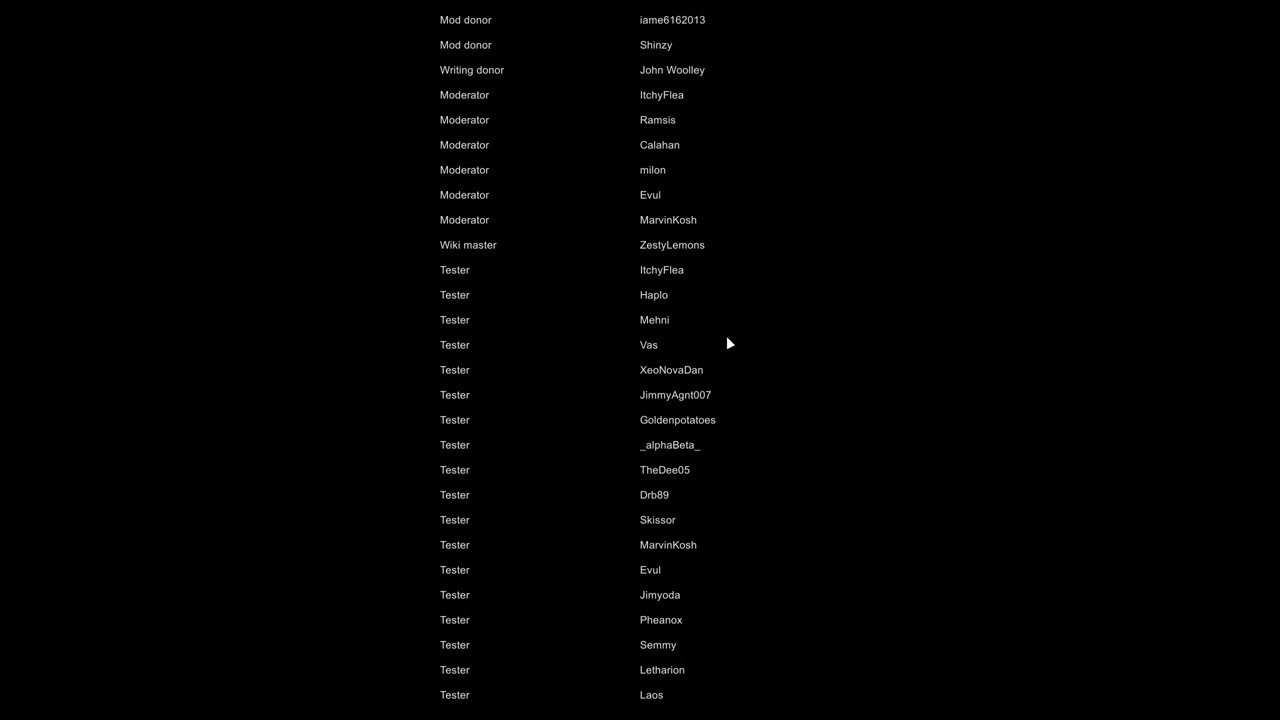 Mod donor iame6162013
Mod donor Shinzy
Writing donor John Woolley
Moderator ItchyFlea
Moderator Ramsis
Moderator Calahan
Moderator milon
Moderator Evul
Moderator MarvinKosh
Wiki master ZestyLemons
Tester ItchyFlea
Tester Haplo
Tester Mehni
Tester Vas
Tester XeoNovaDan
Tester JimmyAgnt007
Tester Goldenpotatoes
Tester _alphaBeta_
Tester TheDee05
Tester Drb89
Tester Skissor
Tester MarvinKosh
Tester Evul
Tester Jimyoda
Tester Pheanox
Tester Semmy
Tester Letharion
Tester Laos